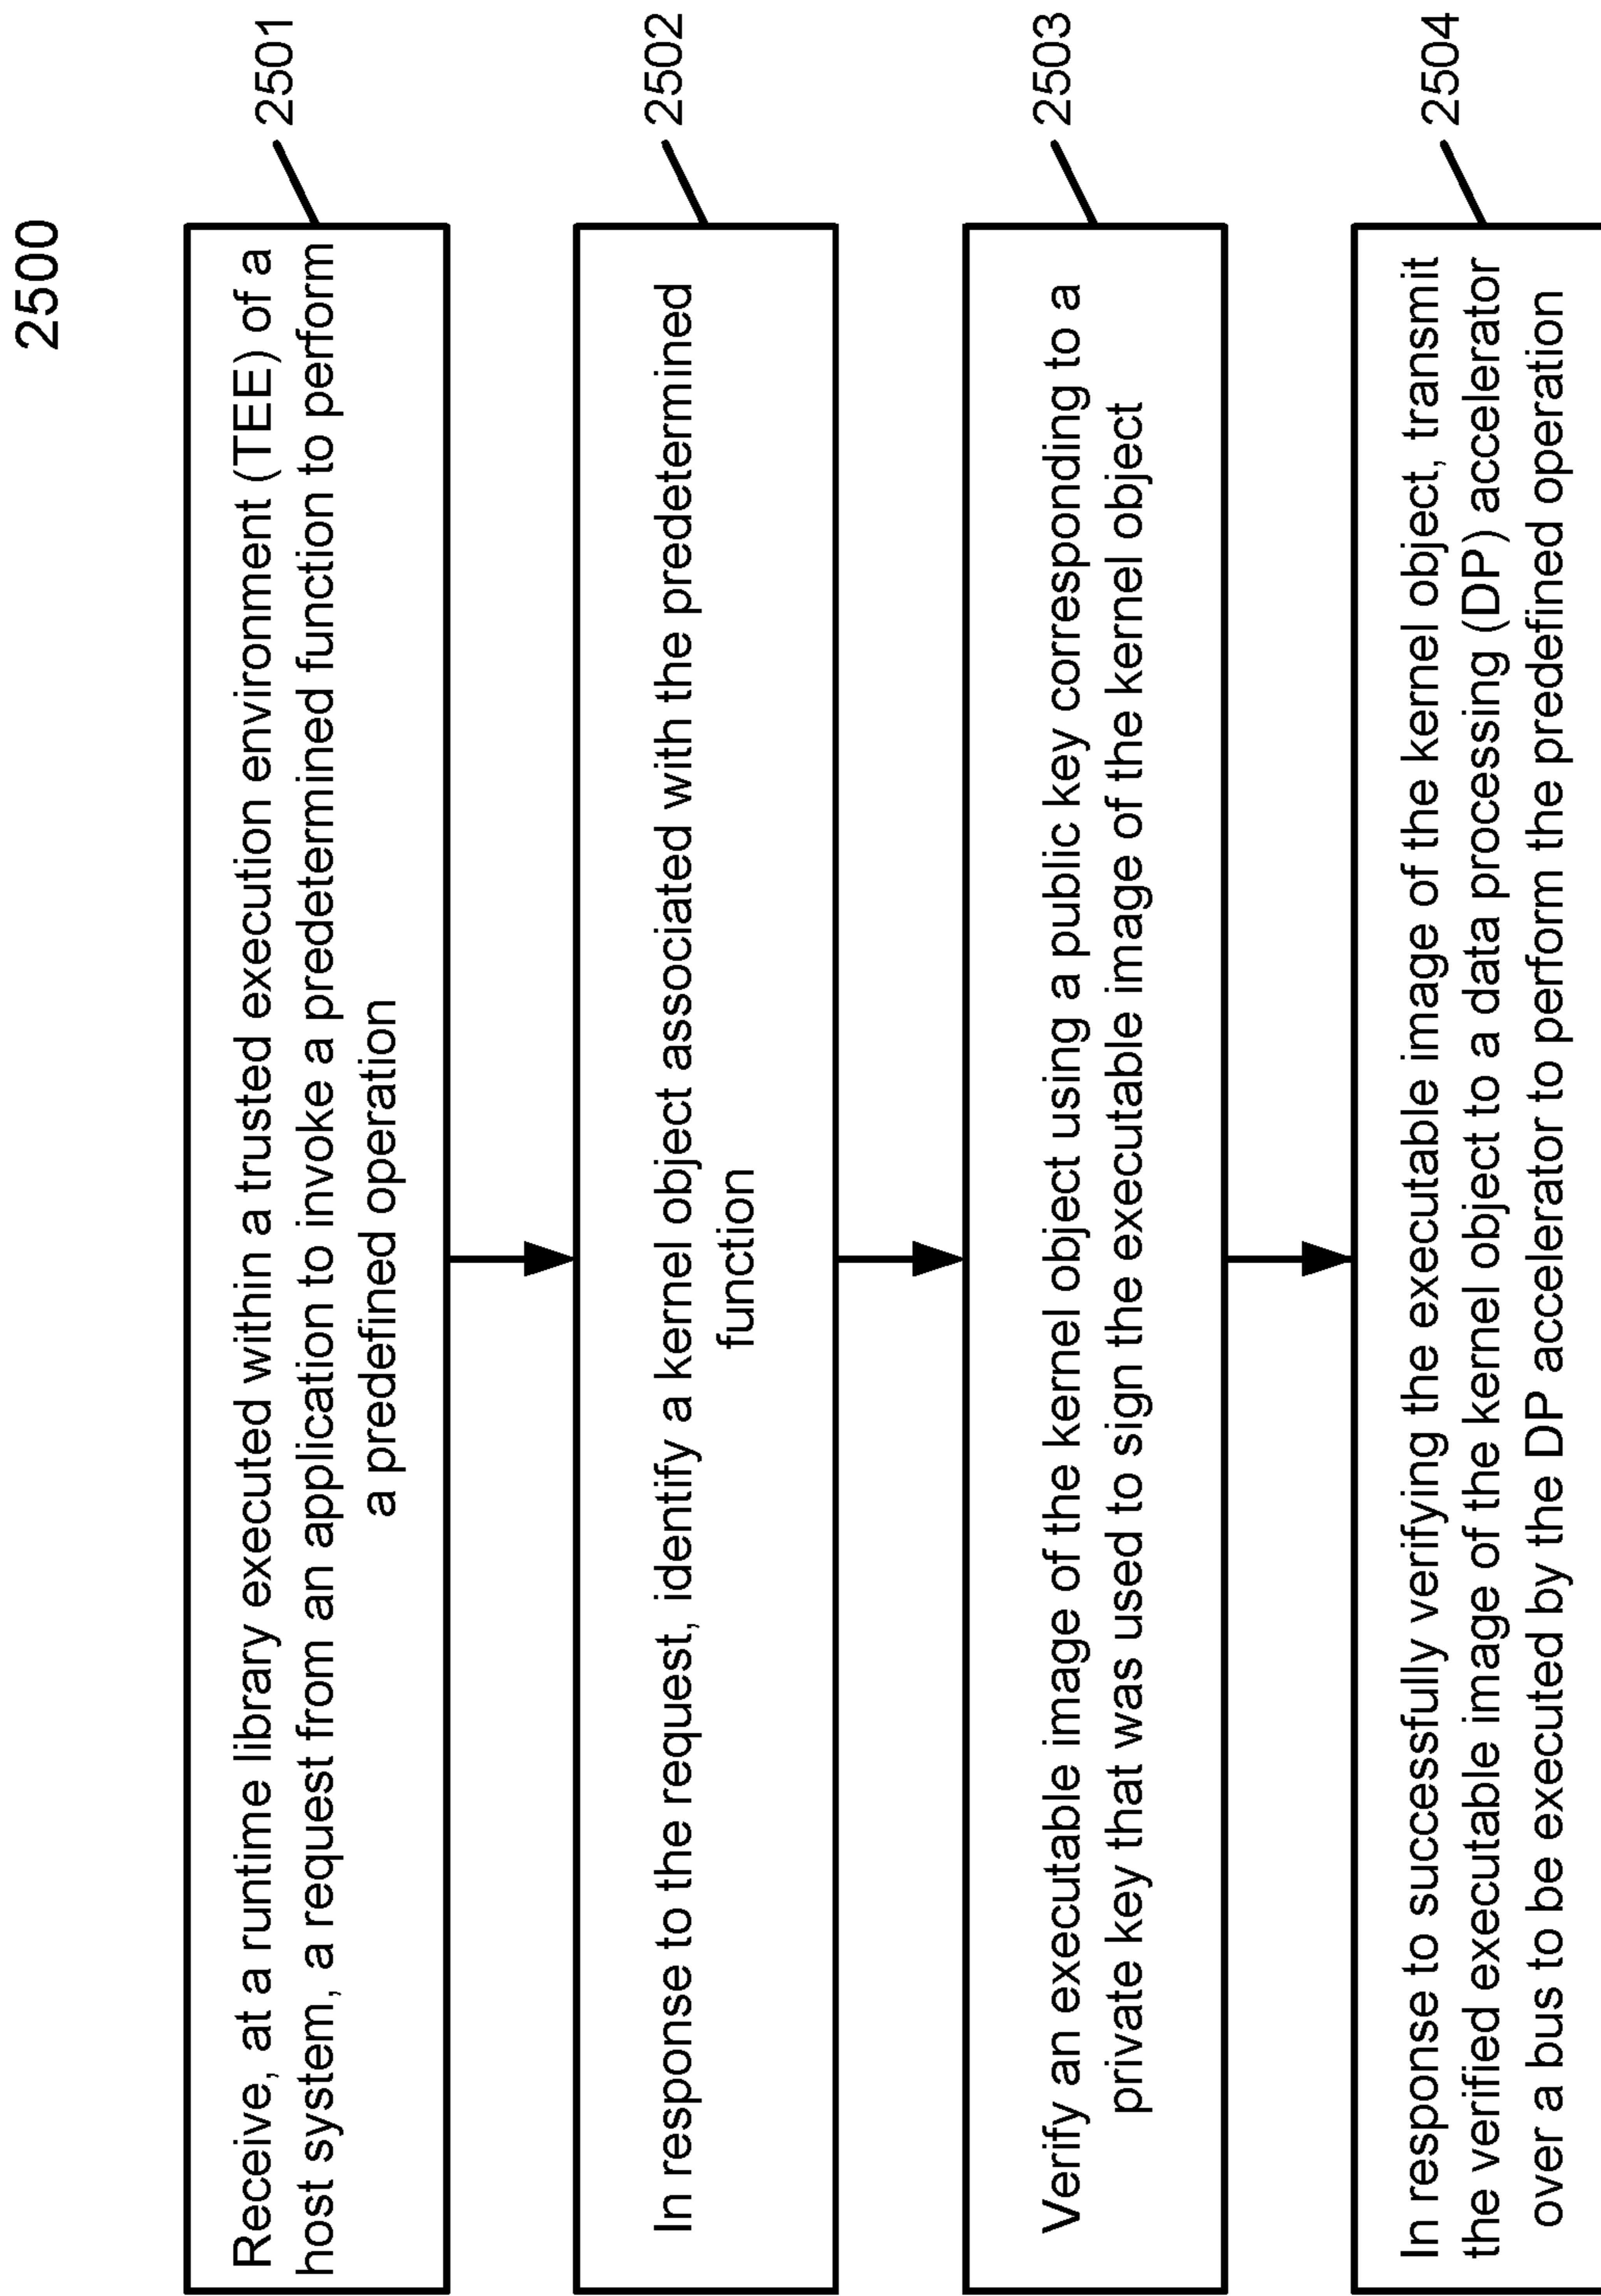 2500
Receive, at a runtime library executed within a trusted execution environment (TEE) of a
host system, a request from an application to invoke a predetermined function to perform
a predefined operation
2501
In response to the request, identify a kernel object associated with the predetermined
function
2502
Verify an executable image of the kernel object using a public key corresponding to a
private key that was used to sign the executable image of the kernel object
2503
In response to successfully verifying the executable image of the kernel object, transmit
the verified executable image of the kernel object to a data processing (DP) accelerator
over a bus to be executed by the DP accelerator to perform the predefined operation
2504